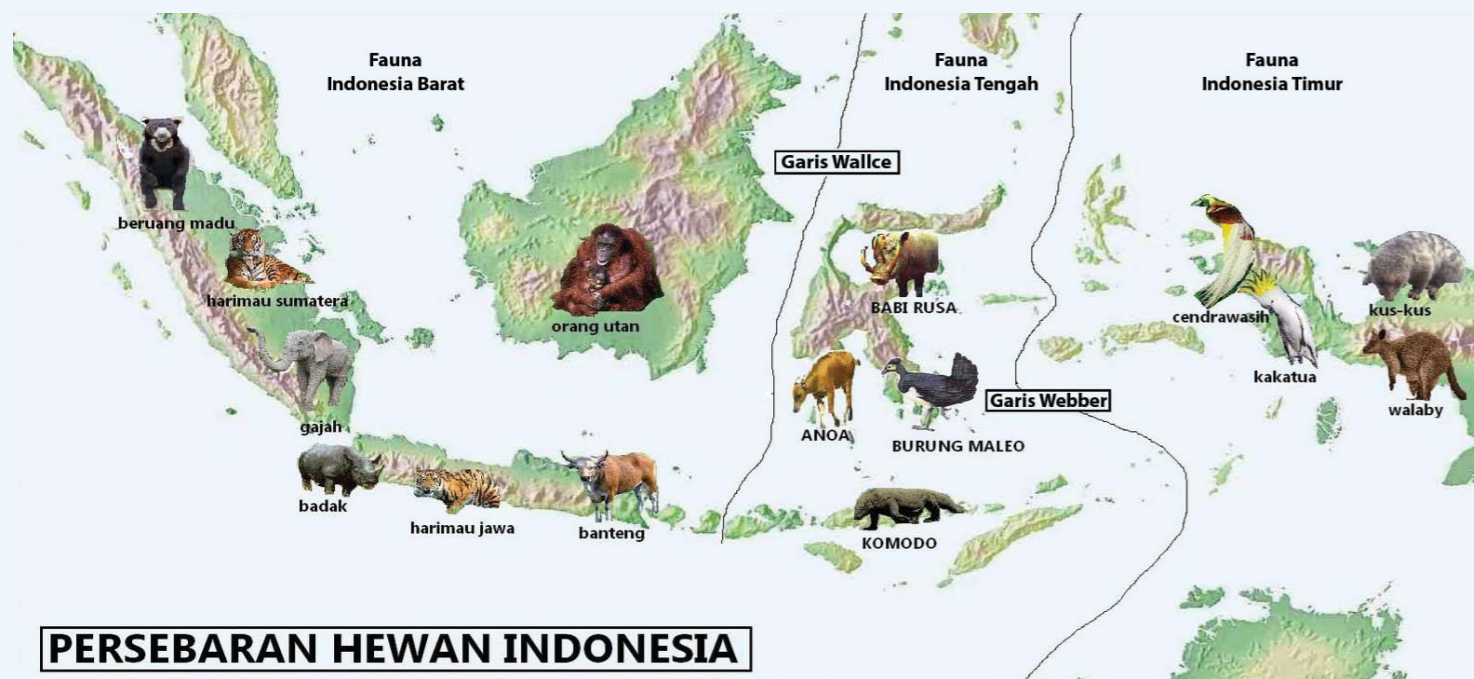 Fauna
Indonesia Barat
Fauna
Indonesia Tengah
Fauna
Indonesia Timur
Garis Wallce
beruang madu
harimau sumatera
orang utan
gajah
badak
harimau jawa
banteng
BABI RUSA
ANOA
BURUNG MALEO
KOMODO
Garis Webber
cendrawasih
kus-kus
kakatua
walaby
PERSEBARAN HEWAN INDONESIA